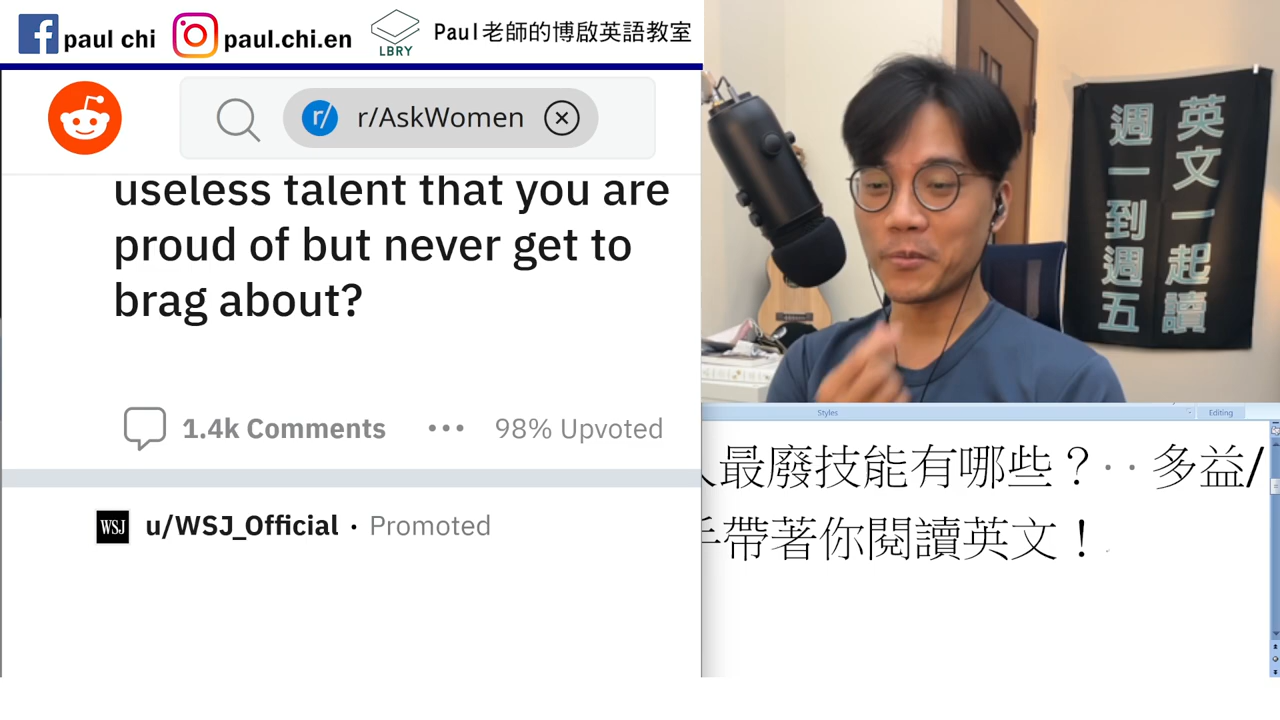 paul chi
paul.chi.en
LBRY
Paul老師的博啟英語教室
r/
r/AskWomen
useless talent that you are
proud of but never get to
brag about?
1.4k Comments
98% Upvoted
WSJ
u/WSJ_Official · Promoted
英文一起讀
週一到週五
Styles
Editing
最廢技能有哪些？·· 多益/
帶著你閱讀英文！